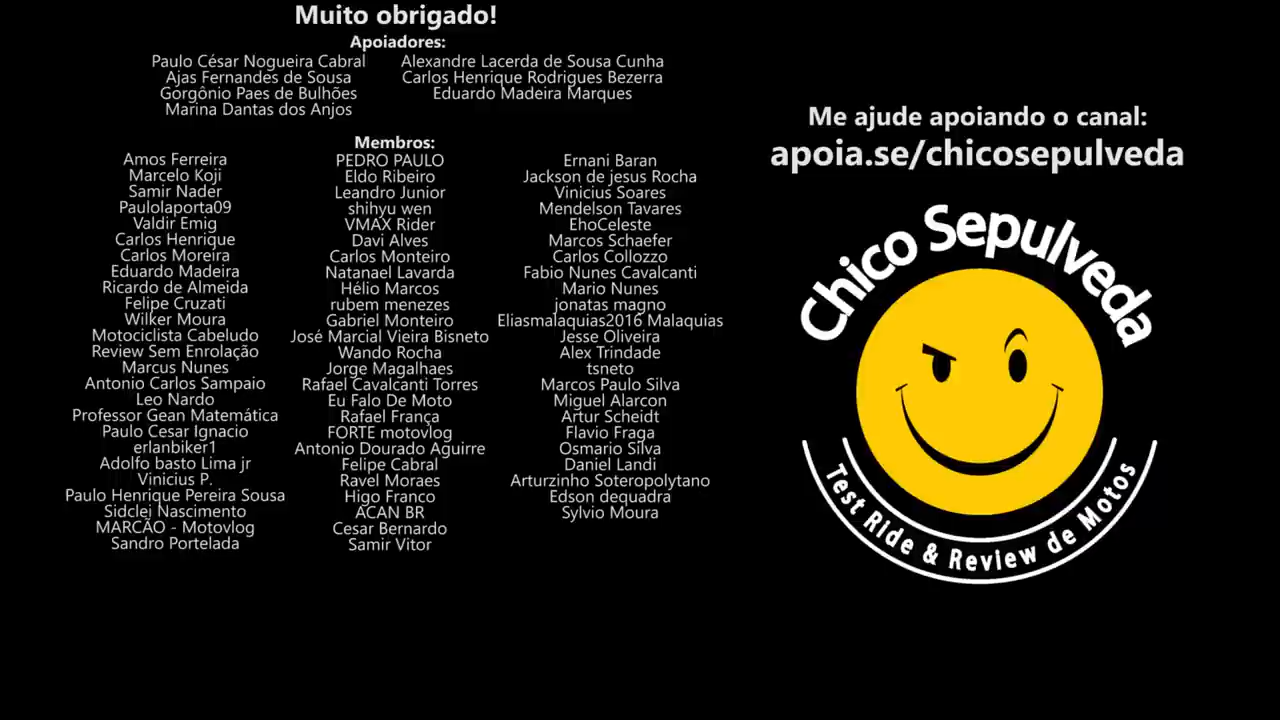 Muito obrigado!
Apoiadores:
Paulo César Nogueira Cabral
Ajas Fernandes de Sousa
Gorgônio Paes de Bulhões
Marina Dantas dos Anjos
Alexandre Lacerda de Sousa Cunha
Carlos Henrique Rodrigues Bezerra
Eduardo Madeira Marques
Membros:
Amos Ferreira
Marcelo Koji
Samir Nader
Paulolaporta09
Valdir Emig
Carlos Henrique
Carlos Moreira
Eduardo Madeira
Ricardo de Almeida
Felipe Cruzati
Wilker Moura
Motociclista Cabeludo
Review Sem Enrolação
Marcus Nunes
Antonio Carlos Sampaio
Leo Nardo
Professor Gean Matemática
Paulo Cesar Ignacio
erlanbiker1
Adolfo basto Lima jr
Vinicius P.
Paulo Henrique Pereira Sousa
Sidclei Nascimento
MARCÃO - Motovlog
Sandro Portelada
PEDRO PAULO
Eldo Ribeiro
Leandro Junior
shihyu wen
VMAX Rider
Davi Alves
Carlos Monteiro
Natanael Lavarda
Hélio Marcos
rubem menezes
Gabriel Monteiro
José Marcial Vieira Bisneto
Wando Rocha
Jorge Magalhaes
Rafael Cavalcanti Torres
Eu Falo De Moto
Rafael França
FORTE motovlog
Antonio Dourado Aguirre
Felipe Cabral
Ravel Moraes
Higo Franco
ACAN BR
Cesar Bernardo
Samir Vitor
Ernani Baran
Jackson de jesus Rocha
Vinicius Soares
Mendelson Tavares
EhoCeleste
Marcos Schaefer
Carlos Collozzo
Fabio Nunes Cavalcanti
Mario Nunes
jonatas magno
Eliasmalaquias2016 Malaquias
Jesse Oliveira
Alex Trindade
tsneto
Marcos Paulo Silva
Miguel Alarcon
Artur Scheidt
Flavio Fraga
Osmario Silva
Daniel Landi
Arturzinho Soteropolytano
Edson dequadra
Sylvio Moura
Me ajude apoiando o canal:
apoia.se/chicosepulveda
Chico Sepulveda
Test Ride & Review de Motos